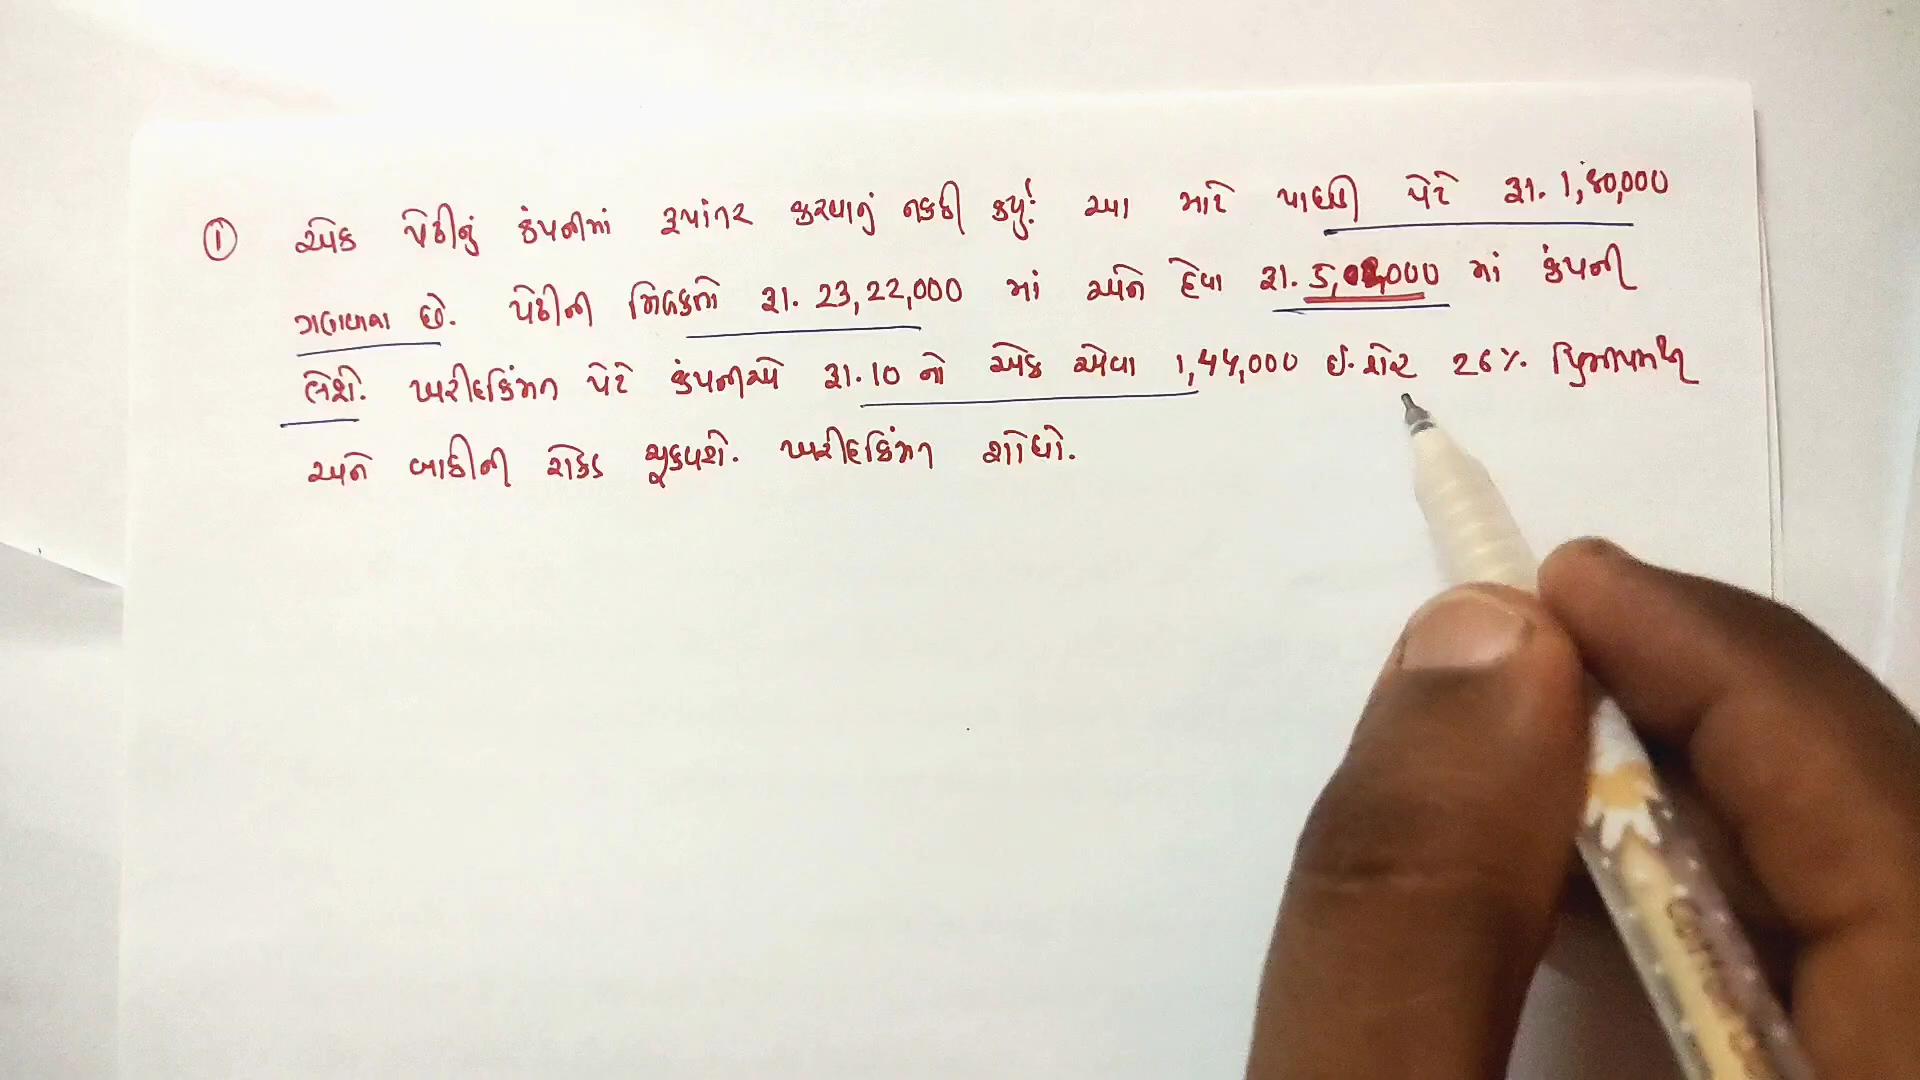 ① એક પેઢીનું કંપનીમાં રૂપાંતર કરવાનું નક્કી કર્યું! આ માટે પાઘડી પેટે રૂા. 1,80,000
ગણવાના છે. પેઢીની મિલકતો રૂા. 23,22,000 માં અને દેવા રૂા. 5,02,000 માં કંપની
લેશે. ખરીદકિંમત પેટે કંપનીએ રૂા.10 નો એક એવા 1,44,000 ઈ.શેર 26% પ્રિમીયમથી
અને બાકીની રોકડ ચૂકવશે. ખરીદકિંમત શોધો.